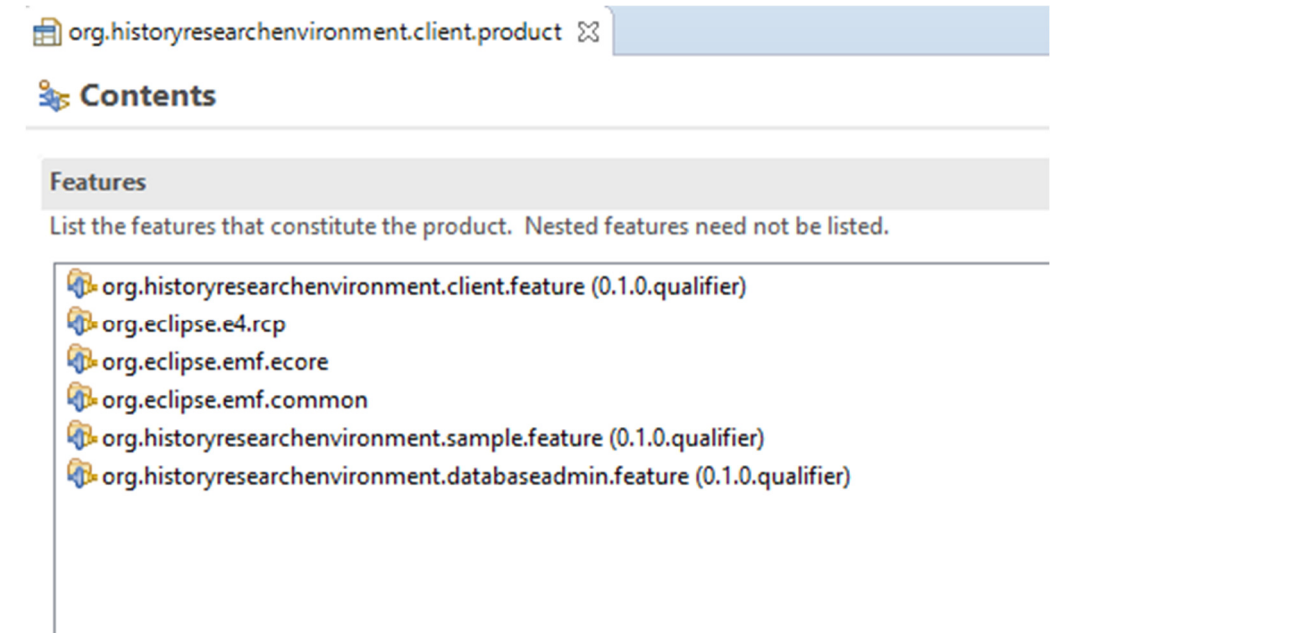 org.historyresearchenvironment.client.product
Contents
Features
List the features that constitute the product.  Nested features need not be listed.
org.historyresearchenvironment.client.feature (0.1.0.qualifier)
org.eclipse.e4.rcp
org.eclipse.emf.ecore
org.eclipse.emf.common
org.historyresearchenvironment.sample.feature (0.1.0.qualifier)
org.historyresearchenvironment.databaseadmin.feature (0.1.0.qualifier)